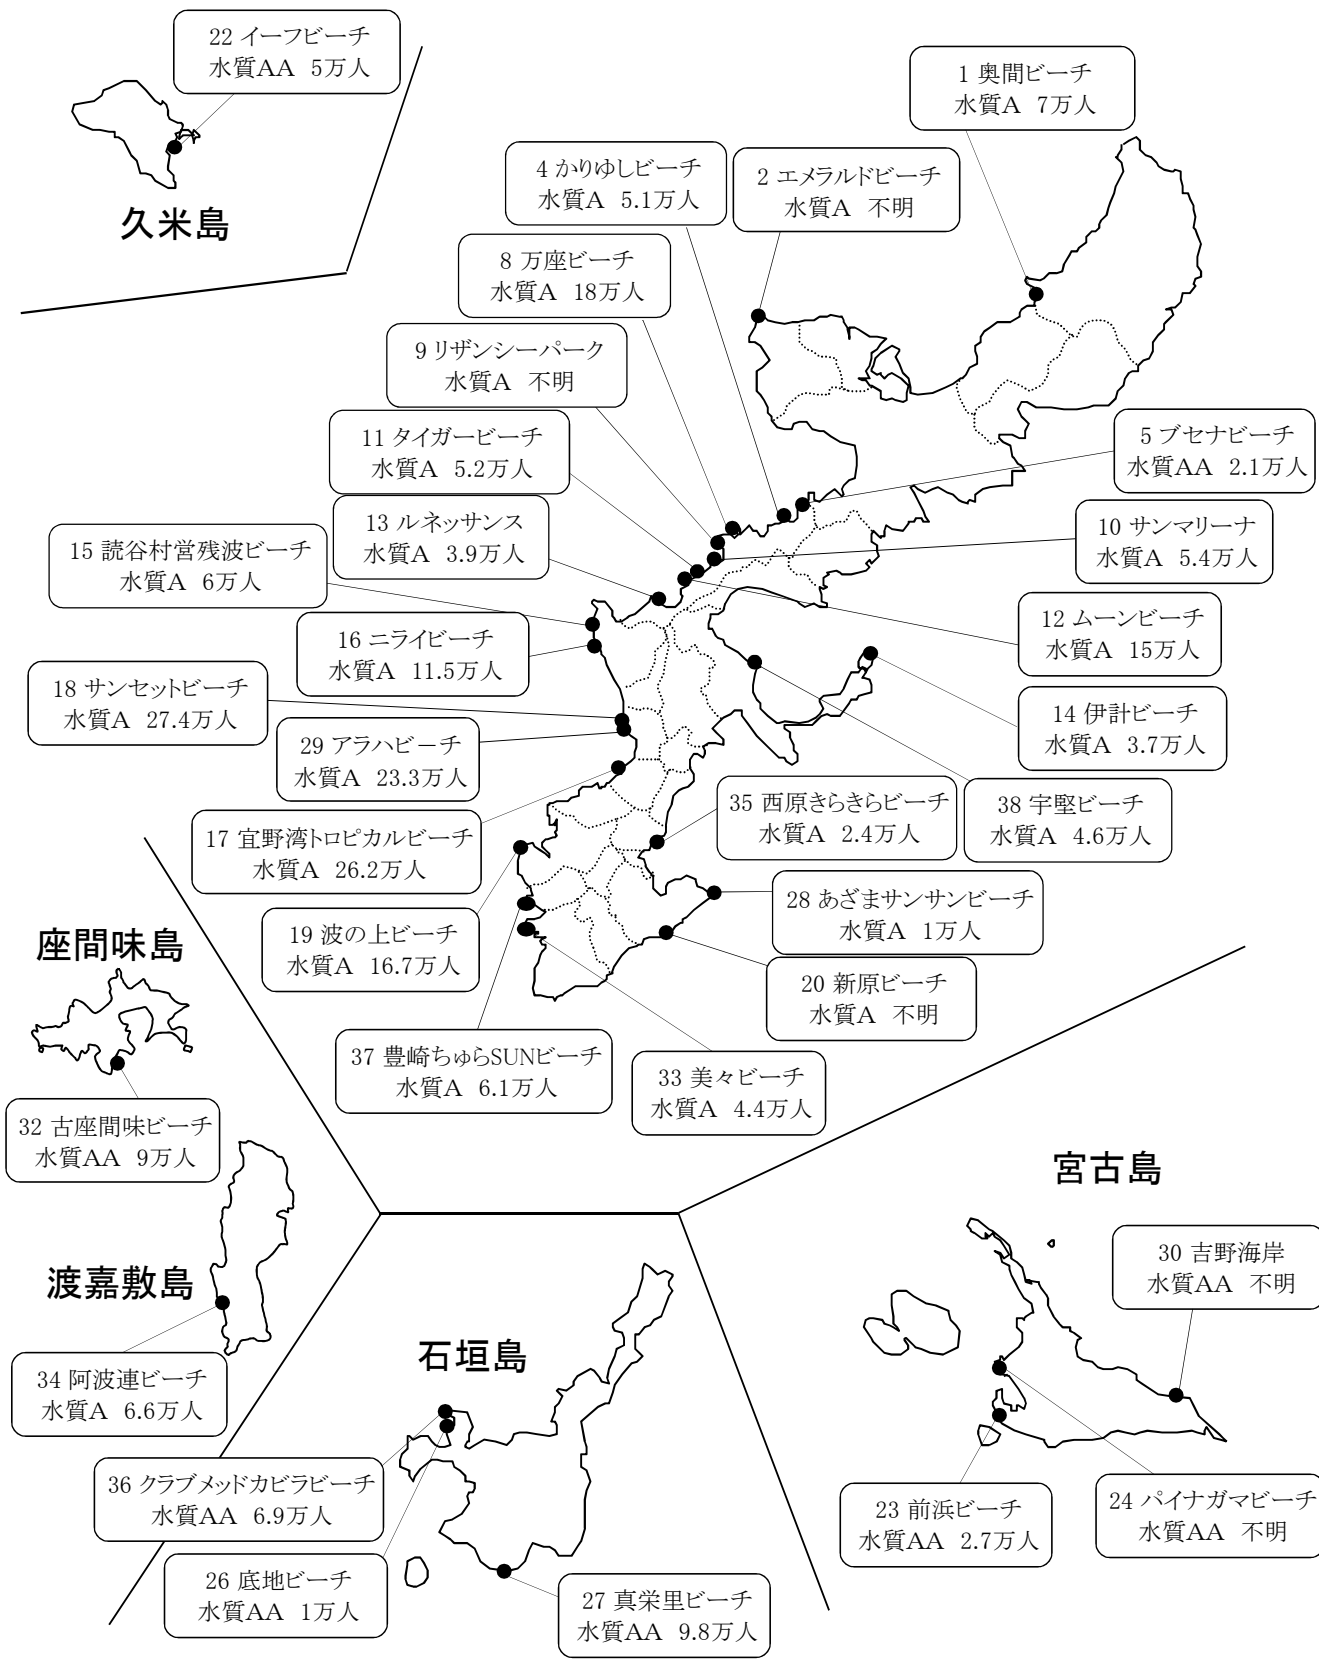 22 イーフビーチ
水質AA 5万人
久米島
1 奥間ビーチ
水質A 7万人
4 かりゆしビーチ
水質A 5.1万人
2 エメラルドビーチ
水質A 不明
8 万座ビーチ
水質A 18万人
9 リザンシーパーク
水質A 不明
11 タイガービーチ
水質A 5.2万人
5 ブセナビーチ
水質AA 2.1万人
13 ルネッサンス
水質A 3.9万人
10 サンマリーナ
水質A 5.4万人
15 読谷村営残波ビーチ
水質A 6万人
12 ムーンビーチ
水質A 15万人
16 ニライビーチ
水質A 11.5万人
18 サンセットビーチ
水質A 27.4万人
14 伊計ビーチ
水質A 3.7万人
29 アラハビーチ
水質A 23.3万人
35 西原きらきらビーチ
水質A 2.4万人
38 宇堅ビーチ
水質A 4.6万人
17 宜野湾トロピカルビーチ
水質A 26.2万人
28 あざまサンサンビーチ
水質A 1万人
19 波の上ビーチ
水質A 16.7万人
20 新原ビーチ
水質A 不明
37 豊崎ちゅらSUNビーチ
水質A 6.1万人
33 美々ビーチ
水質A 4.4万人
座間味島
32 古座間味ビーチ
水質AA 9万人
渡嘉敷島
34 阿波連ビーチ
水質A 6.6万人
石垣島
36 クラブメッドカビラビーチ
水質AA 6.9万人
26 底地ビーチ
水質AA 1万人
27 真栄里ビーチ
水質AA 9.8万人
宮古島
30 吉野海岸
水質AA 不明
23 前浜ビーチ
水質AA 2.7万人
24 パイナガマビーチ
水質AA 不明